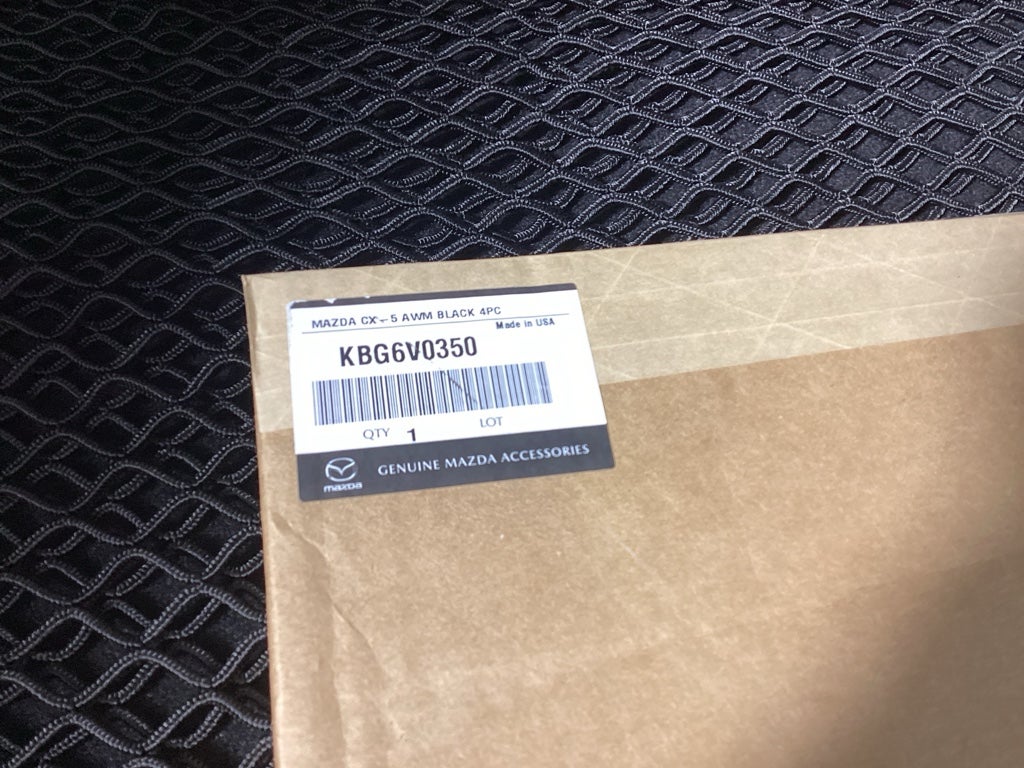 MAZDA CX-5 AWM BLACK 4PC
Made in USA
KBG6V0350
QTY 1 LOT
mazda GENUINE MAZDA ACCESSORIES